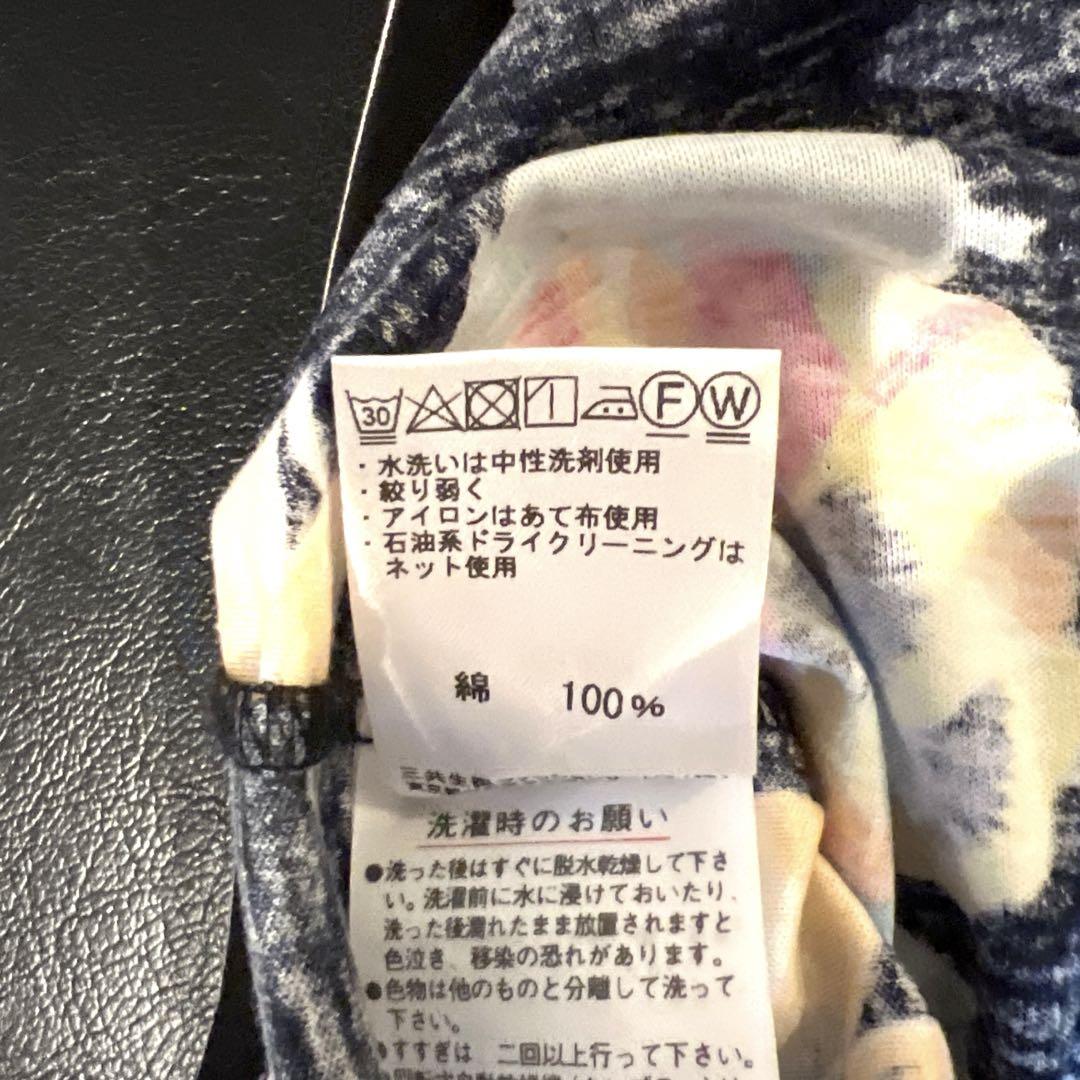 30 F W
・水洗いは中性洗剤使用
・絞り弱く
・アイロンはあて布使用
・石油系ドライクリーニングは
ネット使用
綿 100%
三共生
洗濯時のお願い
●洗った後はすぐに脱水乾燥して下さ
い。洗濯前に水に浸けておいたり、
洗った後濡れたまま放置されますと
色泣き、移染の恐れがあります。
●色物は他のものと分離して洗って
下さい。
●すすぎは 二回以上行って下さい。